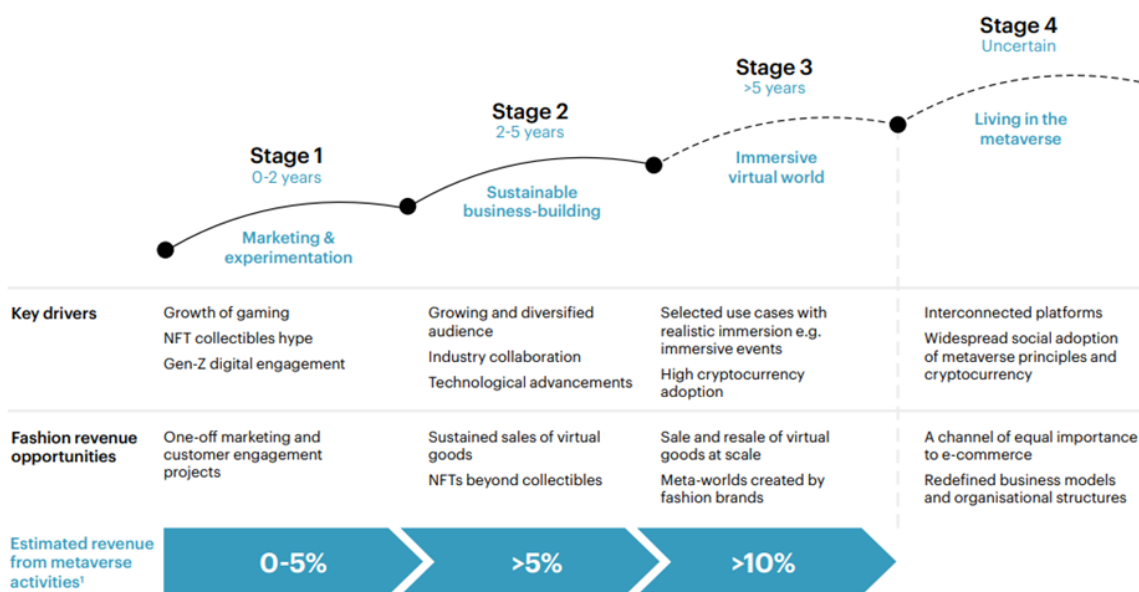 Stage 4
Uncertain
Stage 3
>5 years
Stage 2
2-5 years
Stage 1
0-2 years
Living in the
metaverse
Immersive
virtual world
Sustainable
business-building
Marketing &
experimentation
Key drivers
Growth of gaming
NFT collectibles hype
Gen-Z digital engagement
Growing and diversified
audience
Industry collaboration
Technological advancements
Selected use cases with
realistic immersion e.g.
immersive events
High cryptocurrency
adoption
Interconnected platforms
Widespread social adoption
of metaverse principles and
cryptocurrency
Fashion revenue
opportunities
One-off marketing and
customer engagement
projects
Sustained sales of virtual
goods
NFTs beyond collectibles
Sale and resale of virtual
goods at scale
Meta-worlds created by
fashion brands
A channel of equal importance
to e-commerce
Redefined business models
and organisational structures
Estimated revenue
from metaverse
activities¹
0-5%
>5%
>10%